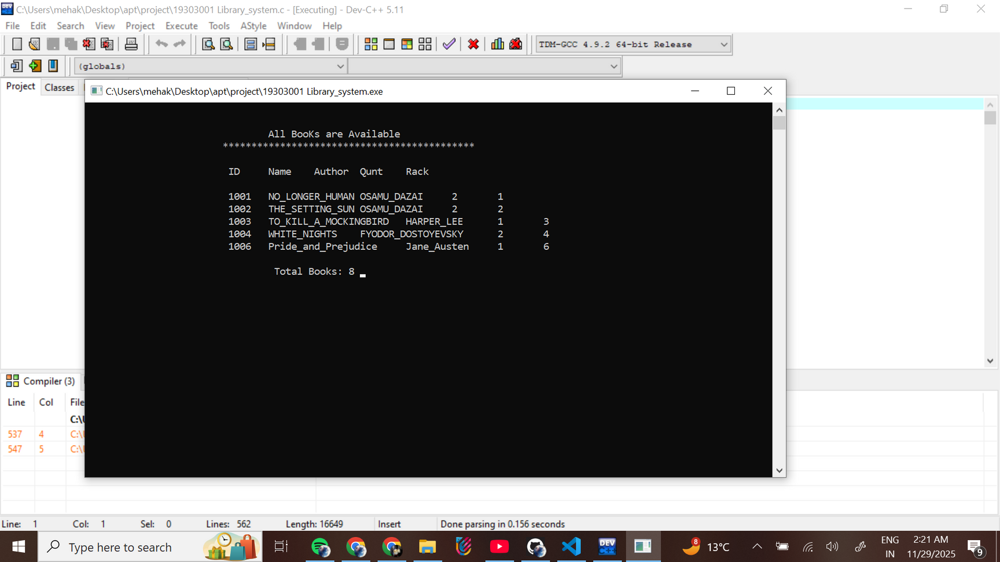 C:\Users\mehak\Desktop\apt\project\19303001 Library_system.c - [Executing] - Dev-C++ 5.11
File Edit Search View Project Execute Tools AStyle Window Help
TDM-GCC 4.9.2 64-bit Release
(globals)
Project Classes
C:\Users\mehak\Desktop\apt\project\19303001 Library_system.exe
All BooKs are Available
********************************************
ID Name Author Qunt Rack
1001 NO_LONGER_HUMAN OSAMU_DAZAI 2 1
1002 THE_SETTING_SUN OSAMU_DAZAI 2 2
1003 TO_KILL_A_MOCKINGBIRD HARPER_LEE 1 3
1004 WHITE_NIGHTS FYODOR_DOSTOYEVSKY 2 4
1006 Pride_and_Prejudice Jane_Austen 1 6
Total Books: 8
Compiler (3)
Line Col File
C:\
537 4 C:\
547 5 C:\
Line: 1 Col: 1 Sel: 0 Lines: 562 Length: 16649 Insert Done parsing in 0.156 seconds
Type here to search
DEV
C++
8
13°C
ENG
IN
2:21 AM
11/29/2025
9